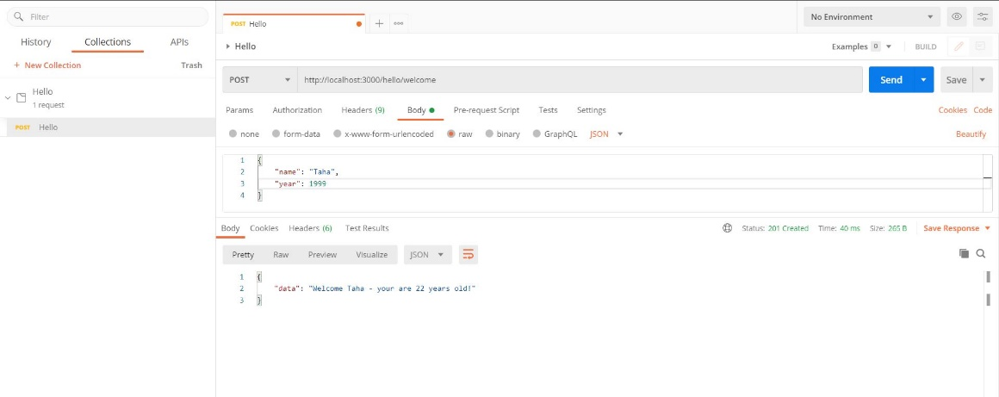 Filter
History Collections APIs
+ New Collection Trash
Hello
1 request
POST Hello
POST Hello + ooo
No Environment
Hello
Examples 0 BUILD
POST http://localhost:3000/hello/welcome Send Save
Params Authorization Headers (9) Body Pre-request Script Tests Settings Cookies Code
none form-data x-www-form-urlencoded raw binary GraphQL JSON Beautify
1 {
2 "name": "Taha",
3 "year": 1999
4 }
Body Cookies Headers (6) Test Results Status: 201 Created Time: 40 ms Size: 265 B Save Response
Pretty Raw Preview Visualize JSON
1 {
2 "data": "Welcome Taha - your are 22 years old!"
3 }